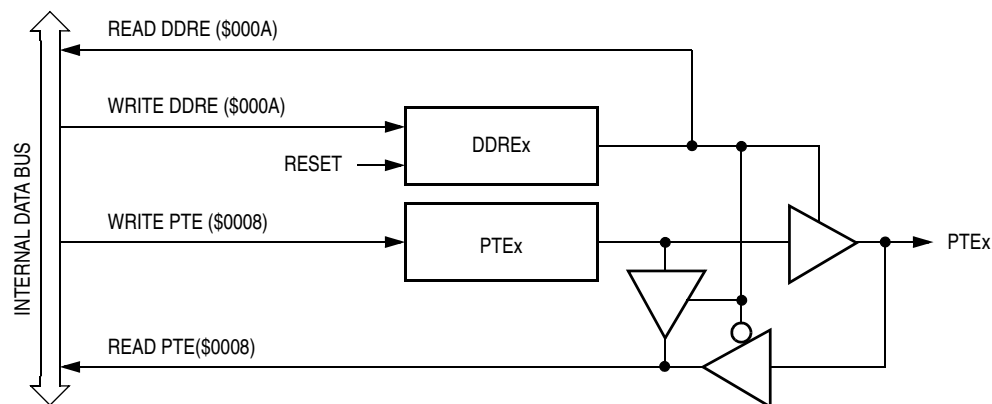 READ DDRE ($000A)
WRITE DDRE ($000A)
DDREx
RESET
INTERNAL DATA BUS
WRITE PTE ($0008)
PTEx
PTEx
READ PTE($0008)